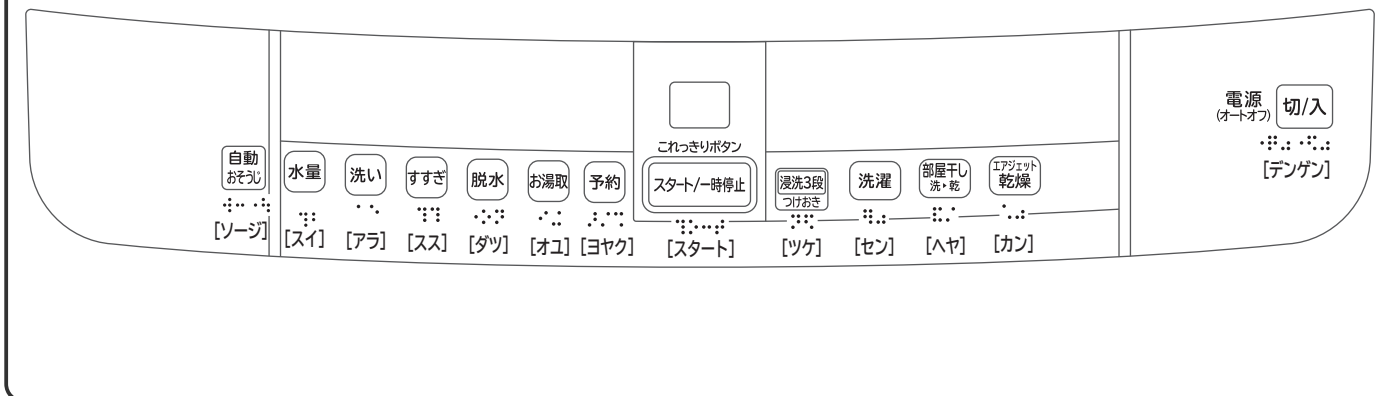 電源
(オートオフ)
切/入
[デンゲン]
これっきりボタン
自動
おそうじ
水量
洗い
すすぎ
脱水
お湯取
予約
スタート/一時停止
浸洗3段
つけおき
洗濯
部屋干し
洗▸乾
エアジェット
乾燥
[ソージ]
[スイ]
[アラ]
[スス]
[ダツ]
[オユ]
[ヨヤク]
[スタート]
[ツケ]
[セン]
[ヘヤ]
[カン]